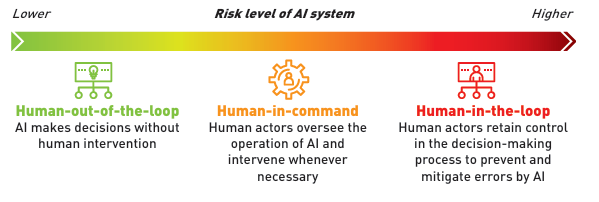 Lower Risk level of AI system Higher
Human-out-of-the-loop
AI makes decisions without
human intervention
Human-in-command
Human actors oversee the
operation of AI and
intervene whenever
necessary
Human-in-the-loop
Human actors retain control
in the decision-making
process to prevent and
mitigate errors by AI